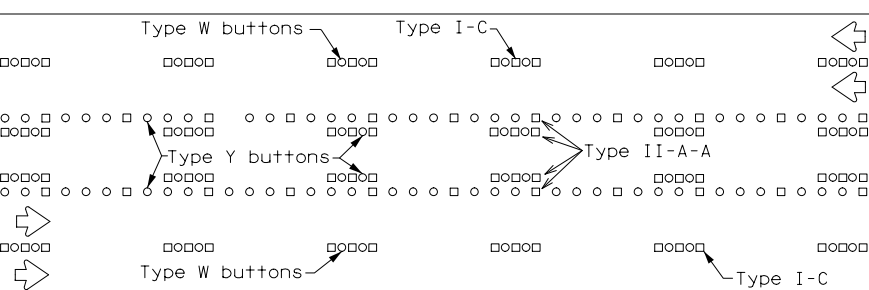 Type W buttons
Type I-C
Type Y buttons
Type II-A-A
Type W buttons
Type I-C